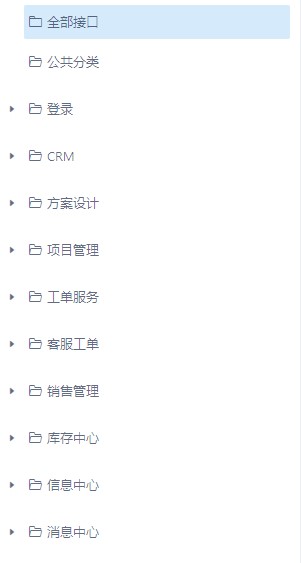 全部接口
公共分类
登录
CRM
方案设计
项目管理
工单服务
客服工单
销售管理
库存中心
信息中心
消息中心